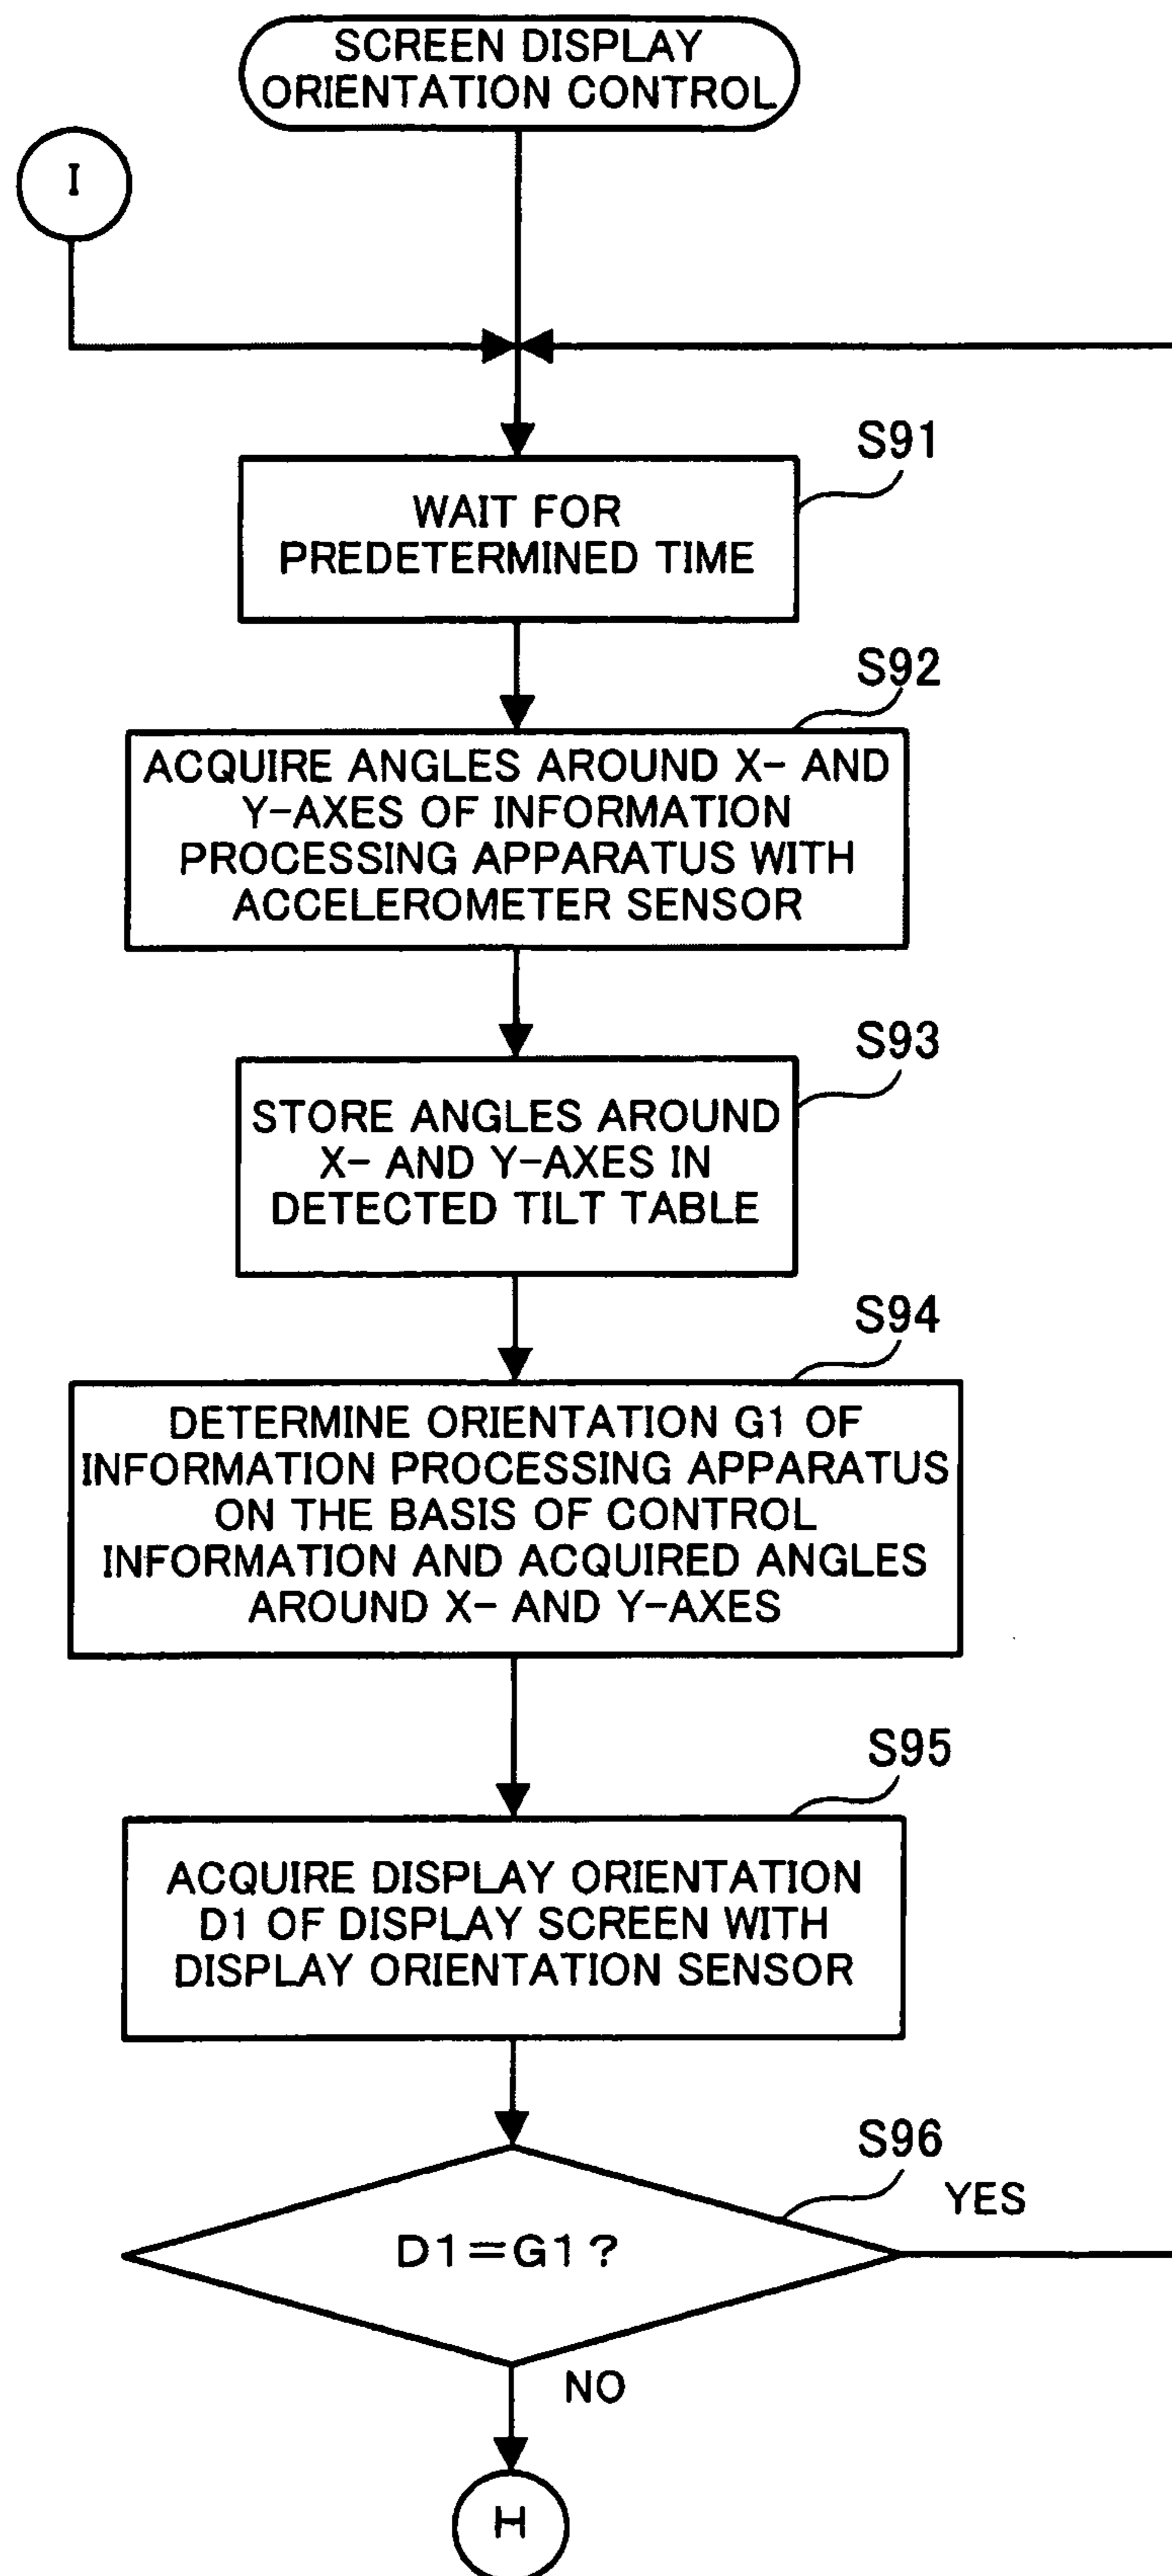 SCREEN DISPLAY
ORIENTATION CONTROL
I
S91
WAIT FOR
PREDETERMINED TIME
S92
ACQUIRE ANGLES AROUND X- AND
Y-AXES OF INFORMATION
PROCESSING APPARATUS WITH
ACCELEROMETER SENSOR
S93
STORE ANGLES AROUND
X- AND Y-AXES IN
DETECTED TILT TABLE
S94
DETERMINE ORIENTATION G1 OF
INFORMATION PROCESSING APPARATUS
ON THE BASIS OF CONTROL
INFORMATION AND ACQUIRED ANGLES
AROUND X- AND Y-AXES
S95
ACQUIRE DISPLAY ORIENTATION
D1 OF DISPLAY SCREEN WITH
DISPLAY ORIENTATION SENSOR
S96
YES
D1=G1?
NO
H